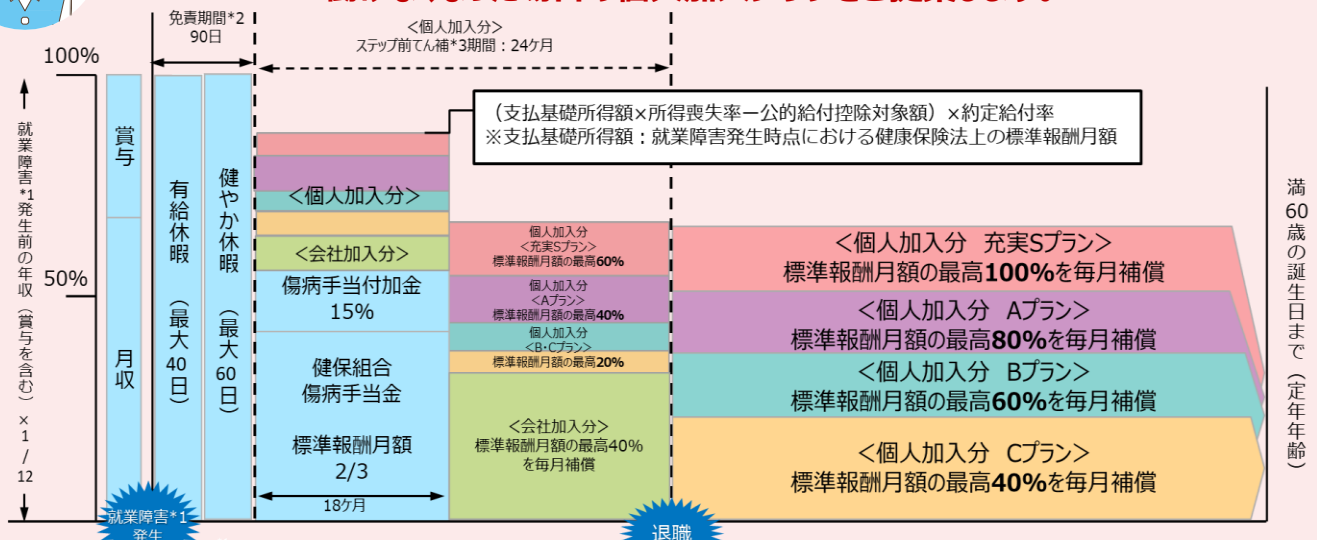 免責期間*2
90日
<個人加入分>
ステップ前てん補*3期間：24ケ月
100%
50%
就業障害*1発生前の年収（賞与を含む）×1/12
賞与
月収
有給休暇（最大40日）
健やか休暇（最大60日）
（支払基礎所得額×所得喪失率ー公的給付控除対象額）×約定給付率
※支払基礎所得額：就業障害発生時点における健康保険法上の標準報酬月額
<個人加入分>
<会社加入分>
傷病手当付加金
15%
健保組合
傷病手当金
標準報酬月額
2/3
18ケ月
個人加入分
<充実Sプラン>
標準報酬月額の最高60%
個人加入分
<Aプラン>
標準報酬月額の最高40%
個人加入分
<B・Cプラン>
標準報酬月額の最高20%
<会社加入分>
標準報酬月額の最高40%
を毎月補償
<個人加入分　充実Sプラン>
標準報酬月額の最高100%を毎月補償
<個人加入分　Aプラン>
標準報酬月額の最高80%を毎月補償
<個人加入分　Bプラン>
標準報酬月額の最高60%を毎月補償
<個人加入分　Cプラン>
標準報酬月額の最高40%を毎月補償
満60歳の誕生日まで（定年年齢）
就業障害*1
発生
退職